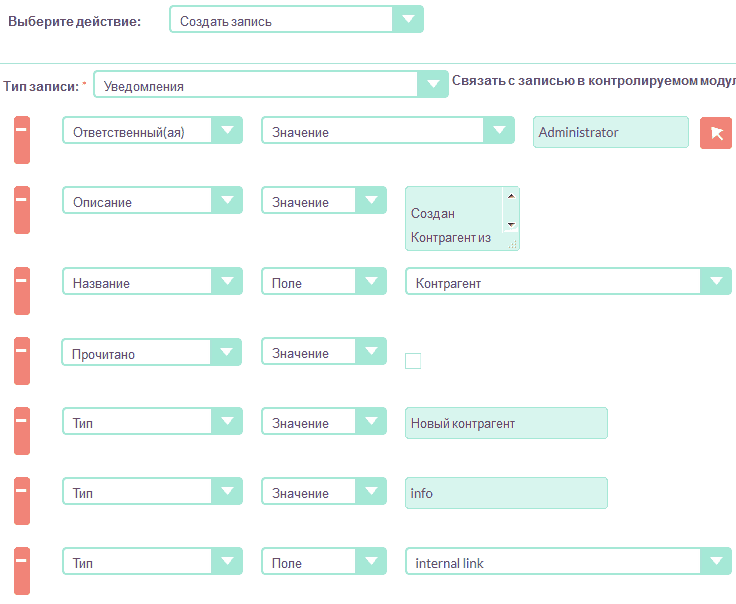 Выберите действие: Создать запись
Тип записи: * Уведомления Связать с записью в контролируемом модул
Ответственный(ая) Значение Administrator
Описание Значение Создан
Контрагент из
Название Поле Контрагент
Прочитано Значение
Тип Значение Новый контрагент
Тип Значение info
Тип Поле internal link